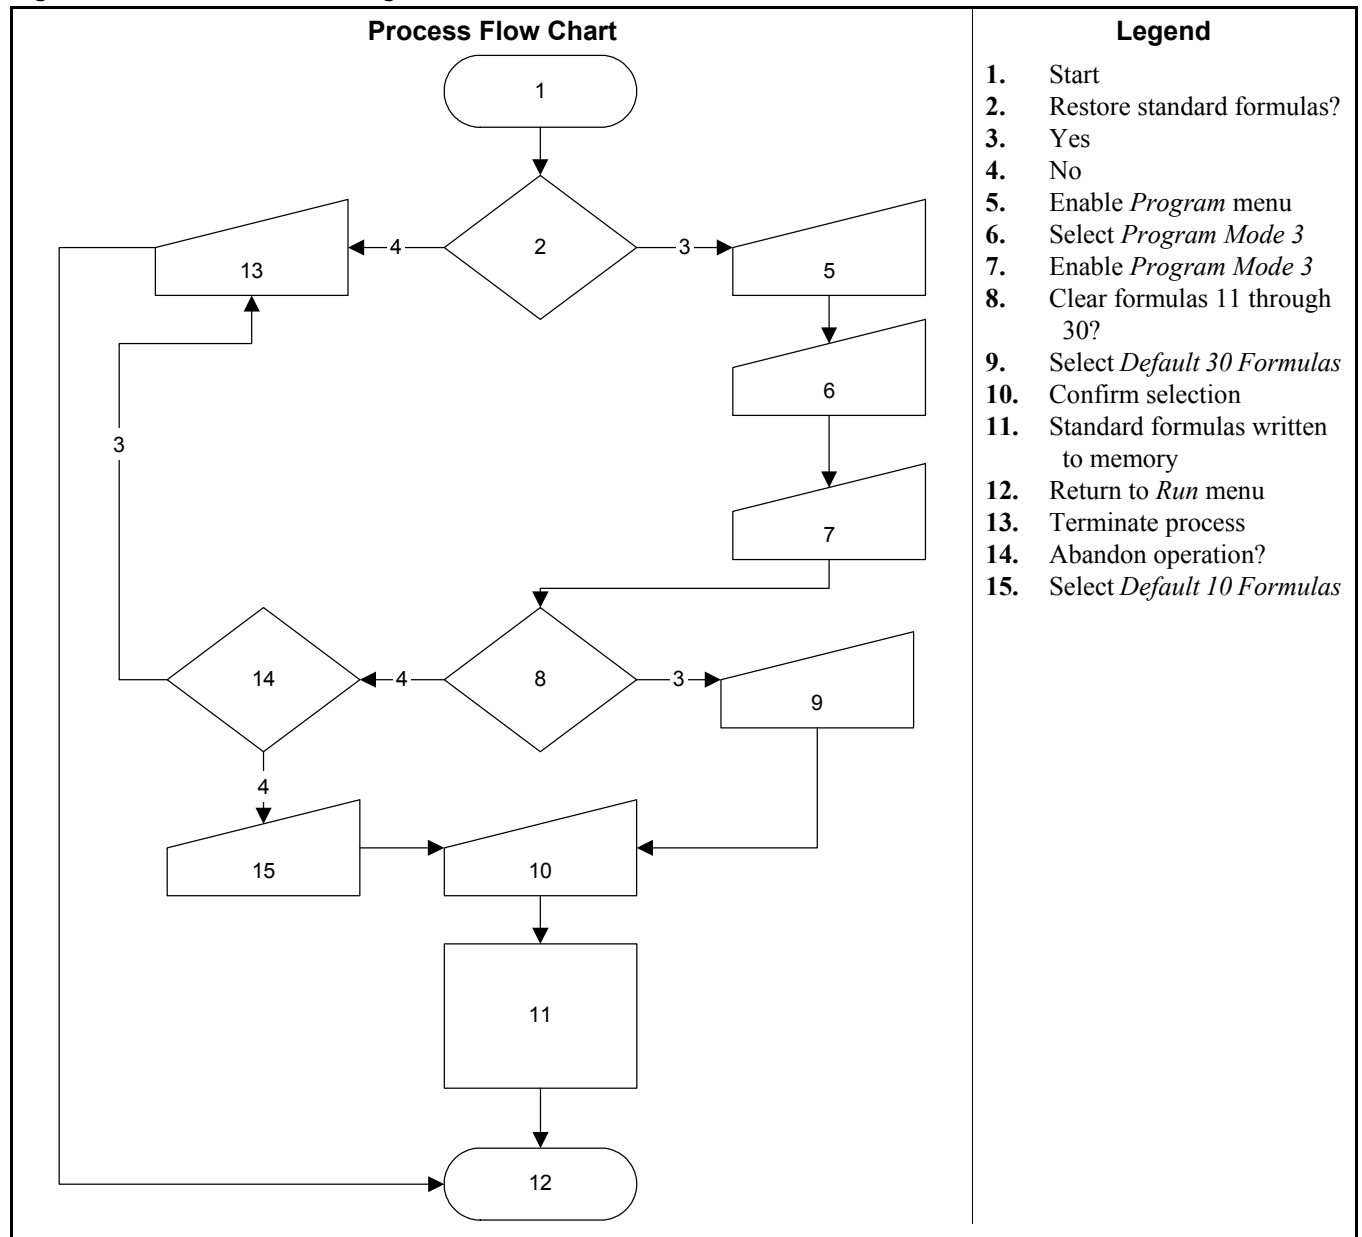 Process Flow Chart
1
2
4
3
13
5
6
3
7
14
4
8
3
9
4
15
10
11
12
Legend
1. Start
2. Restore standard formulas?
3. Yes
4. No
5. Enable Program menu
6. Select Program Mode 3
7. Enable Program Mode 3
8. Clear formulas 11 through
30?
9. Select Default 30 Formulas
10. Confirm selection
11. Standard formulas written
to memory
12. Return to Run menu
13. Terminate process
14. Abandon operation?
15. Select Default 10 Formulas